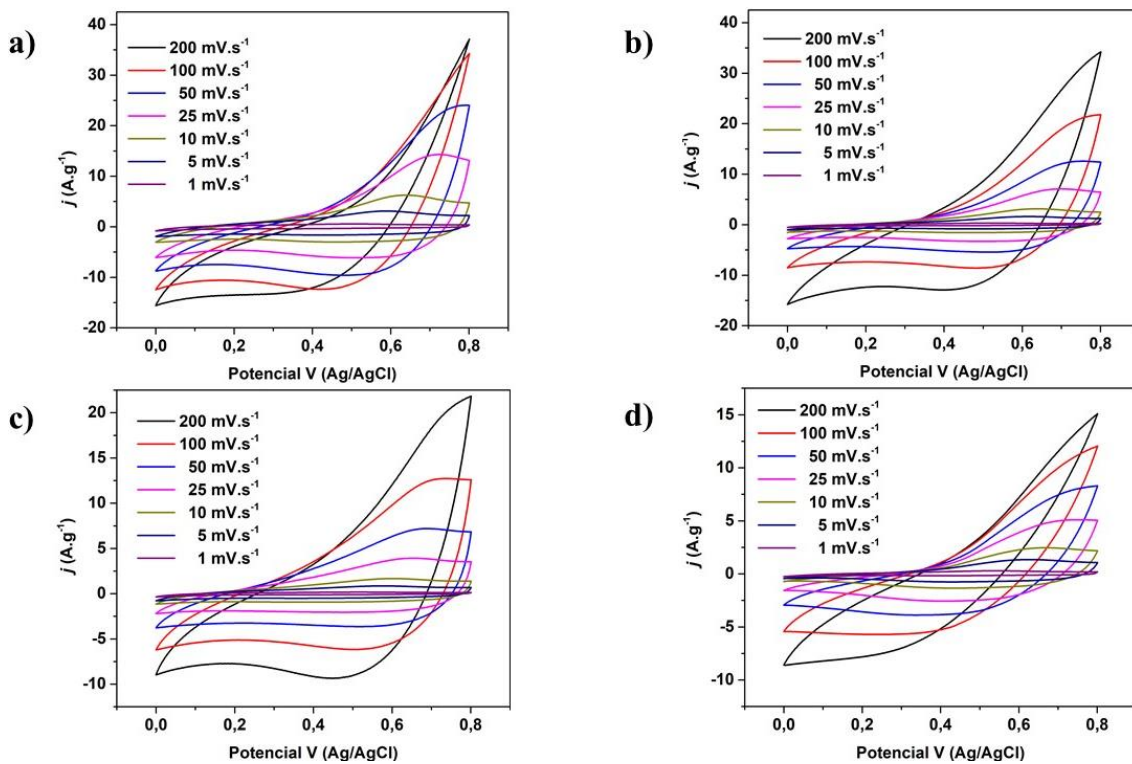 a)
40
30
20
10
0
-10
-20
j (A.g⁻¹)
200 mV.s⁻¹
100 mV.s⁻¹
50 mV.s⁻¹
25 mV.s⁻¹
10 mV.s⁻¹
5 mV.s⁻¹
1 mV.s⁻¹
0,0 0,2 0,4 0,6 0,8
Potencial V (Ag/AgCl)
b)
40
30
20
10
0
-10
-20
j (A.g⁻¹)
200 mV.s⁻¹
100 mV.s⁻¹
50 mV.s⁻¹
25 mV.s⁻¹
10 mV.s⁻¹
5 mV.s⁻¹
1 mV.s⁻¹
0,0 0,2 0,4 0,6 0,8
Potencial V (Ag/AgCl)
c)
20
15
10
5
0
-5
-10
j (A.g⁻¹)
200 mV.s⁻¹
100 mV.s⁻¹
50 mV.s⁻¹
25 mV.s⁻¹
10 mV.s⁻¹
5 mV.s⁻¹
1 mV.s⁻¹
0,0 0,2 0,4 0,6 0,8
Potencial V (Ag/AgCl)
d)
15
10
5
0
-5
-10
j (A.g⁻¹)
200 mV.s⁻¹
100 mV.s⁻¹
50 mV.s⁻¹
25 mV.s⁻¹
10 mV.s⁻¹
5 mV.s⁻¹
1 mV.s⁻¹
0,0 0,2 0,4 0,6 0,8
Potencial V (Ag/AgCl)